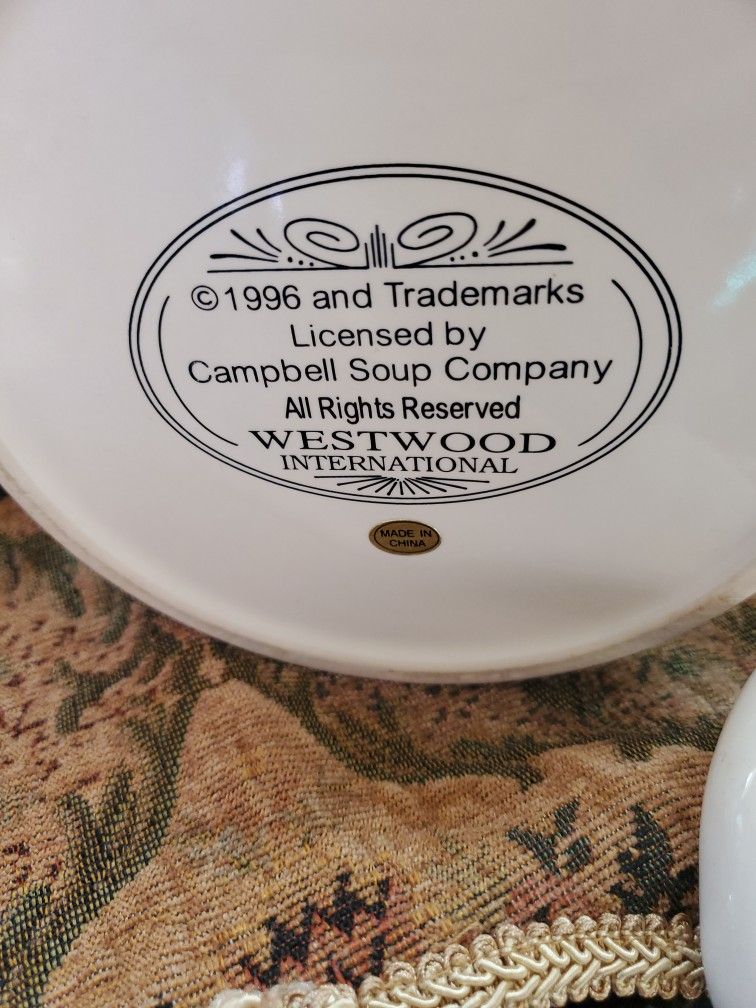 ©1996 and Trademarks
Licensed by
Campbell Soup Company
All Rights Reserved
WESTWOOD
INTERNATIONAL
MADE IN
CHINA